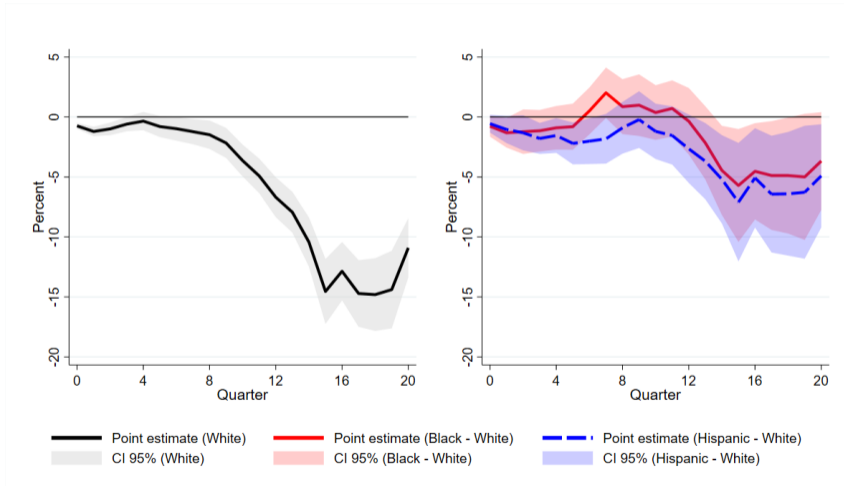 5
0
-5
-10
-15
-20
Percent
0 4 8 12 16 20
Quarter
5
0
-5
-10
-15
-20
Percent
0 4 8 12 16 20
Quarter
Point estimate (White) Point estimate (Black - White) Point estimate (Hispanic - White)
CI 95% (White) CI 95% (Black - White) CI 95% (Hispanic - White)